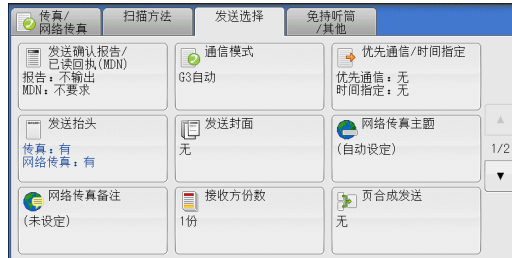 传真/
网络传真
扫描方法
发送选择
免持听筒
/其他
发送确认报告/
已读回执(MDN)
报告：不输出
MDN：不要求
通信模式
G3自动
优先通信/时间指定
优先通信：无
时间指定：无
发送抬头
传真：有
网络传真：有
发送封面
无
网络传真主题
(自动设定)
1/2
网络传真备注
(未设定)
接收方份数
1份
页合成发送
无